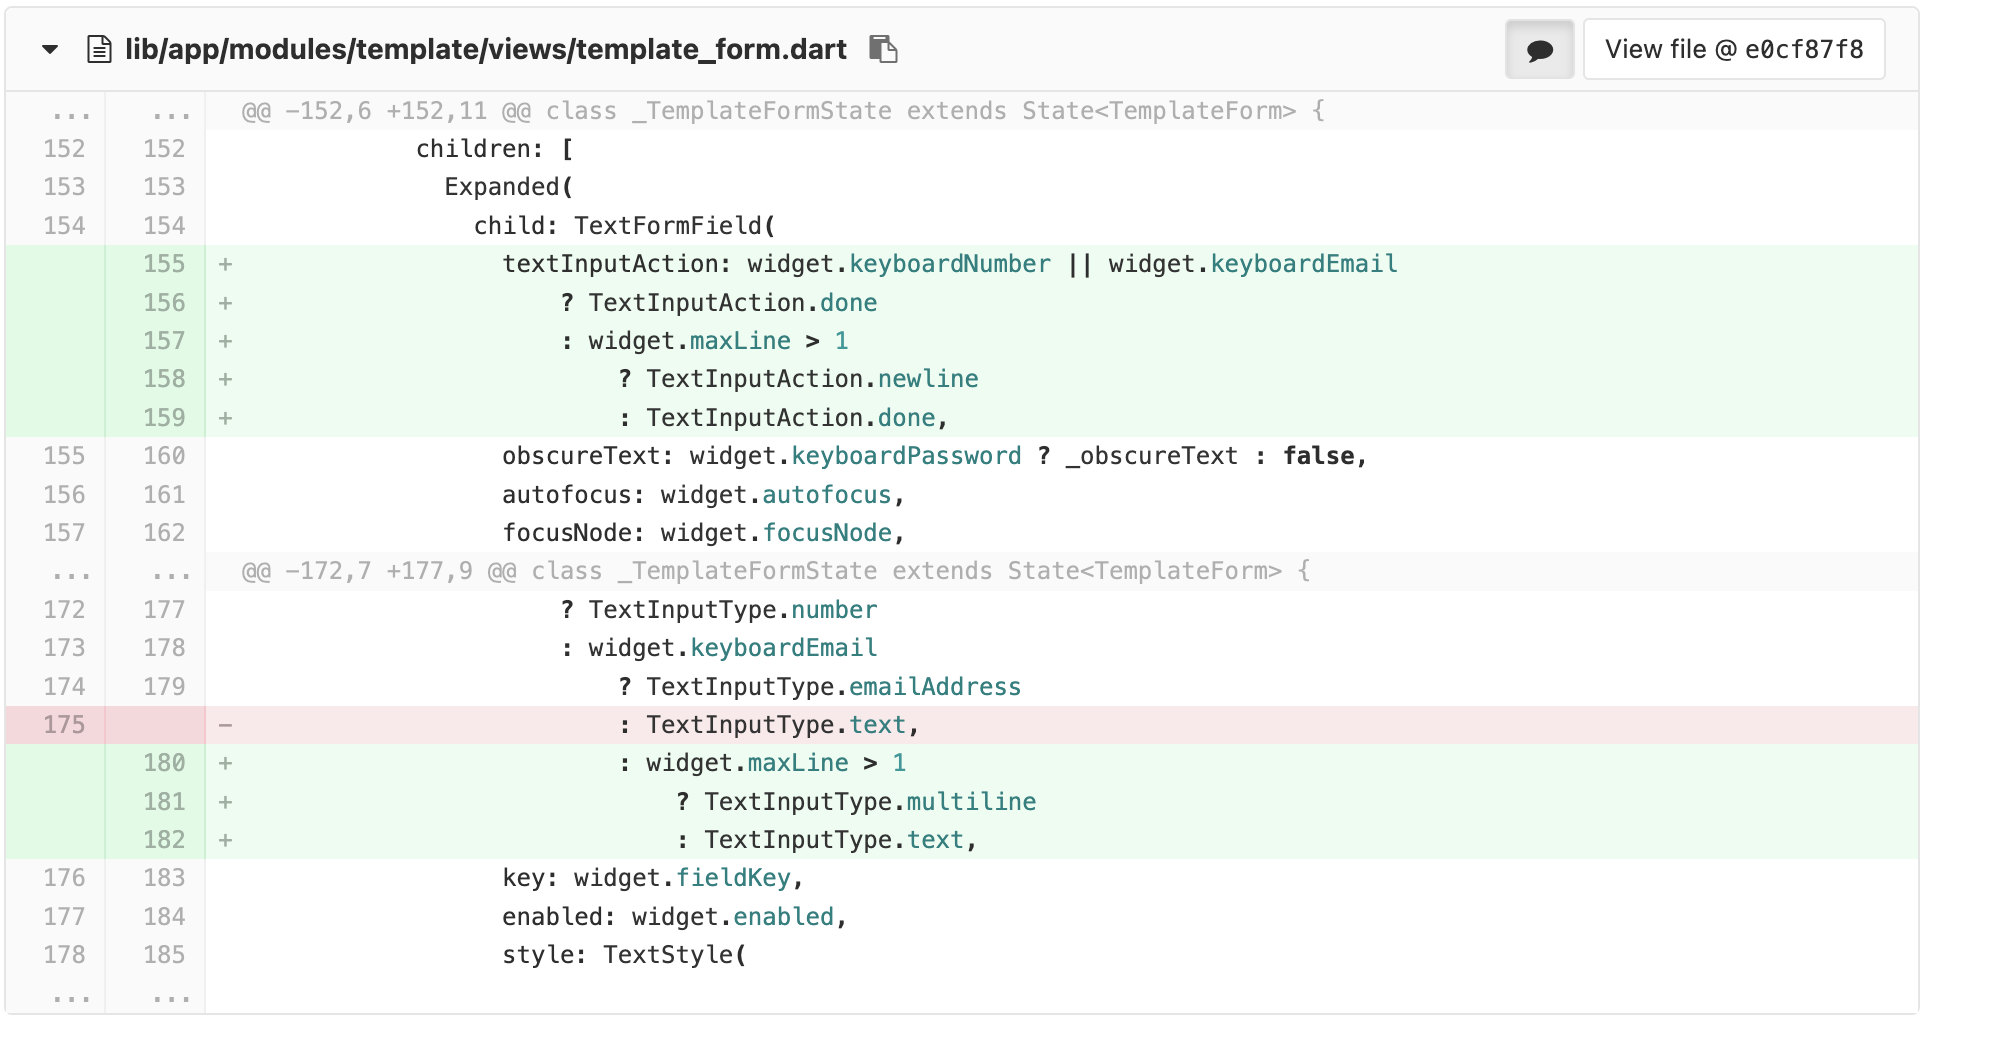 lib/app/modules/template/views/template_form.dart View file @ e0cf87f8
... ... @@ -152,6 +152,11 @@ class _TemplateFormState extends State<TemplateForm> {
152 152 children: [
153 153 Expanded(
154 154 child: TextFormField(
155 + textInputAction: widget.keyboardNumber || widget.keyboardEmail
156 + ? TextInputAction.done
157 + : widget.maxLine > 1
158 + ? TextInputAction.newline
159 + : TextInputAction.done,
155 160 obscureText: widget.keyboardPassword ? _obscureText : false,
156 161 autofocus: widget.autofocus,
157 162 focusNode: widget.focusNode,
... ... @@ -172,7 +177,9 @@ class _TemplateFormState extends State<TemplateForm> {
172 177 ? TextInputType.number
173 178 : widget.keyboardEmail
174 179 ? TextInputType.emailAddress
175 - : TextInputType.text,
180 + : widget.maxLine > 1
181 + ? TextInputType.multiline
182 + : TextInputType.text,
176 183 key: widget.fieldKey,
177 184 enabled: widget.enabled,
178 185 style: TextStyle(
... ...